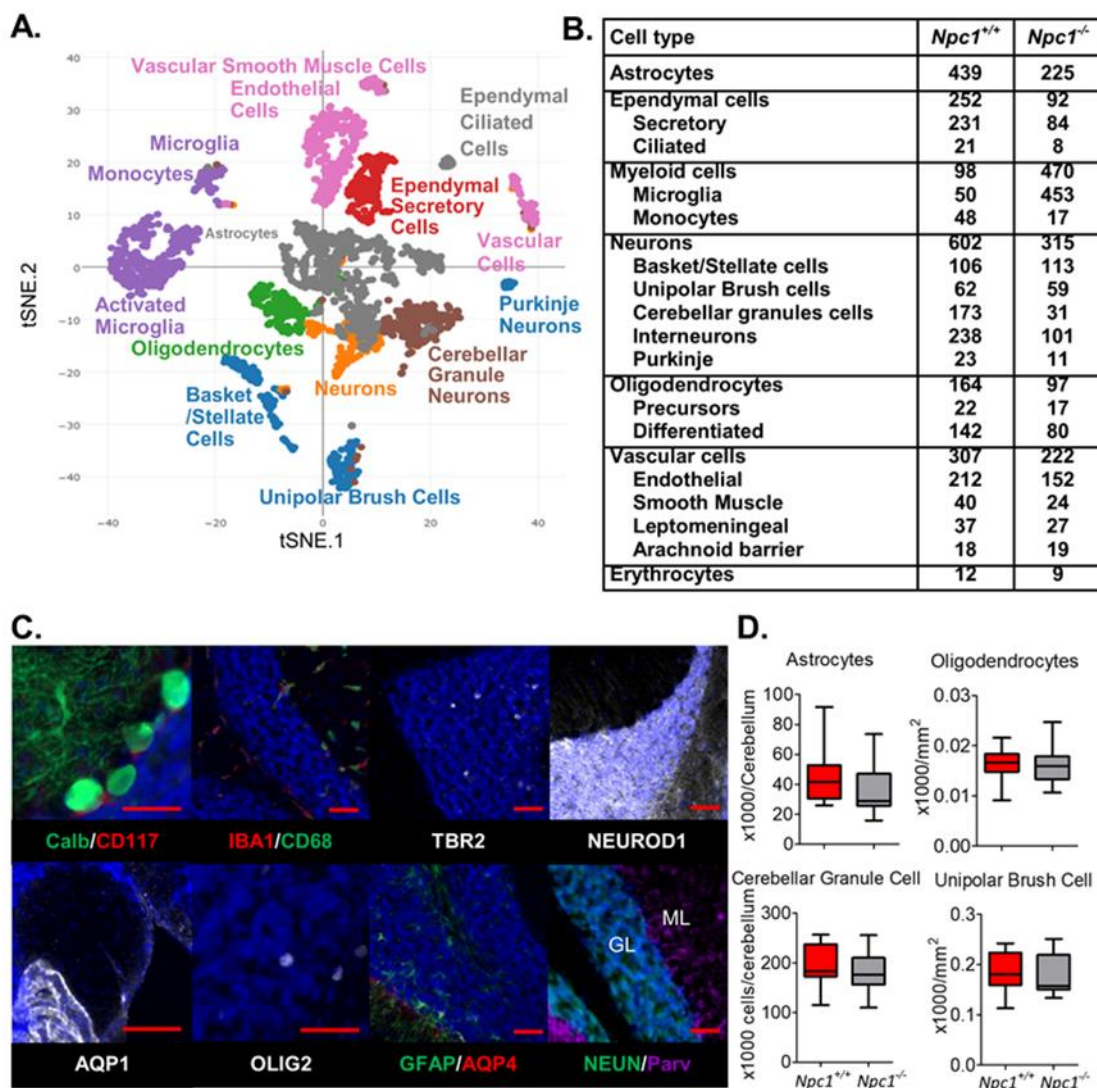 A.
40
30
20
10
0
−10
−20
−30
−40
tSNE.2
−40
−20
0
20
40
tSNE.1
Vascular Smooth Muscle Cells
Endothelial
Cells
Ependymal
Ciliated
Cells
Microglia
Monocytes
Ependymal
Secretory
Cells
Astrocytes
Vascular
Cells
Activated
Microglia
Purkinje
Neurons
Oligodendrocytes
Neurons
Cerebellar
Granule
Neurons
Basket
/Stellate
Cells
Unipolar Brush Cells
B.
Cell type Npc1+/+ Npc1-/-
Astrocytes 439 225
Ependymal cells 252 92
Secretory 231 84
Ciliated 21 8
Myeloid cells 98 470
Microglia 50 453
Monocytes 48 17
Neurons 602 315
Basket/Stellate cells 106 113
Unipolar Brush cells 62 59
Cerebellar granules cells 173 31
Interneurons 238 101
Purkinje 23 11
Oligodendrocytes 164 97
Precursors 22 17
Differentiated 142 80
Vascular cells 307 222
Endothelial 212 152
Smooth Muscle 40 24
Leptomeningeal 37 27
Arachnoid barrier 18 19
Erythrocytes 12 9
C.
Calb/CD117
IBA1/CD68
TBR2
NEUROD1
AQP1
OLIG2
GFAP/AQP4
GL
ML
NEUN/Parv
D.
Astrocytes
x1000/Cerebellum
100
80
60
40
20
0
Oligodendrocytes
x1000/mm2
0.03
0.02
0.01
0.00
Cerebellar Granule Cell
x1000 cells/cerebellum
300
200
100
0
Npc1+/+ Npc1-/-
Unipolar Brush Cell
x1000/mm2
0.3
0.2
0.1
0.0
Npc1+/+ Npc1-/-